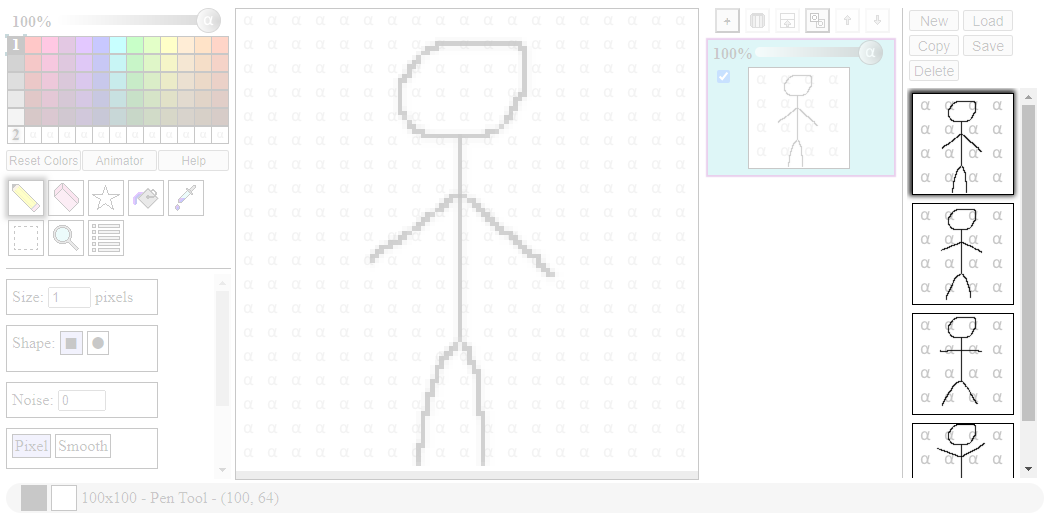 100%
α
1
2
Reset Colors Animator Help
Size: 1 pixels
Shape:
Noise: 0
Pixel Smooth
100x100 - Pen Tool - (100, 64)
+
100%
α
New Load
Copy Save
Delete